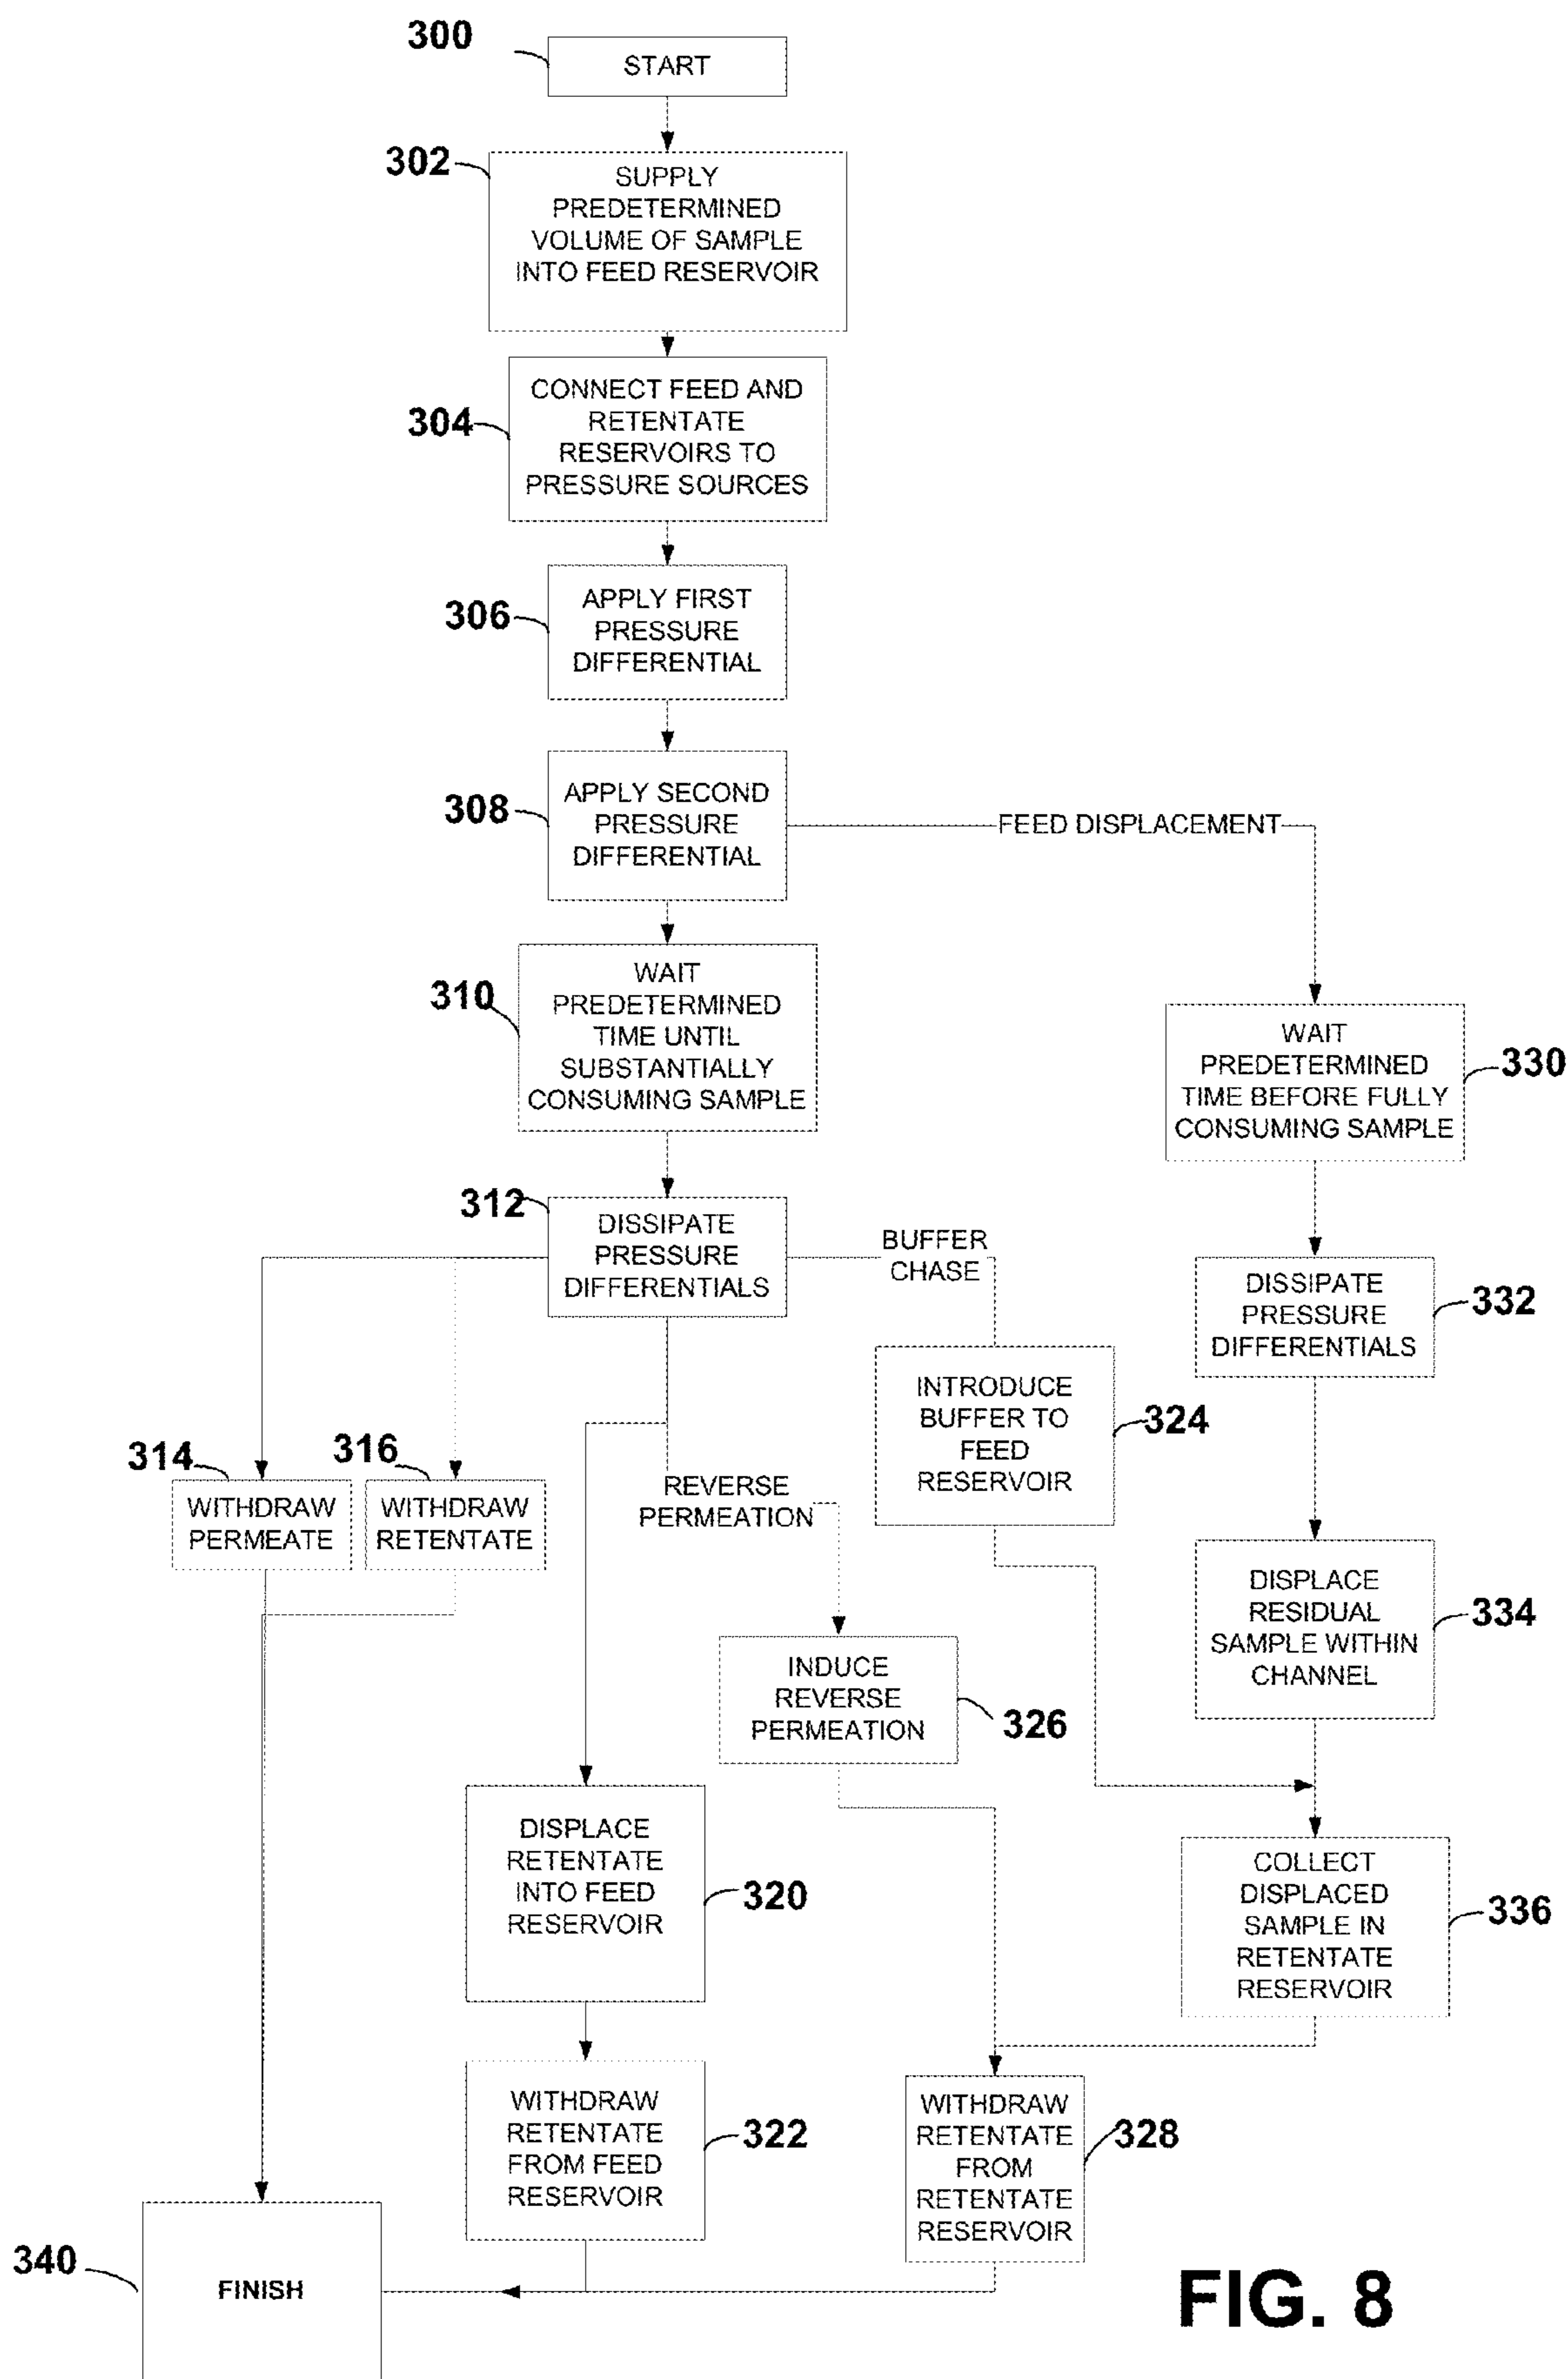 300
START
302
SUPPLY
PREDETERMINED
VOLUME OF SAMPLE
INTO FEED RESERVOIR
304
CONNECT FEED AND
RETENTATE
RESERVOIRS TO
PRESSURE SOURCES
306
APPLY FIRST
PRESSURE
DIFFERENTIAL
308
APPLY SECOND
PRESSURE
DIFFERENTIAL
FEED DISPLACEMENT
310
WAIT
PREDETERMINED
TIME UNTIL
SUBSTANTIALLY
CONSUMING SAMPLE
WAIT
PREDETERMINED
TIME BEFORE FULLY
CONSUMING SAMPLE
330
312
DISSIPATE
PRESSURE
DIFFERENTIALS
BUFFER
CHASE
DISSIPATE
PRESSURE
DIFFERENTIALS
332
314
WITHDRAW
PERMEATE
316
WITHDRAW
RETENTATE
REVERSE
PERMEATION
INTRODUCE
BUFFER TO
FEED
RESERVOIR
324
DISPLACE
RESIDUAL
SAMPLE WITHIN
CHANNEL
334
INDUCE
REVERSE
PERMEATION
326
DISPLACE
RETENTATE
INTO FEED
RESERVOIR
320
COLLECT
DISPLACED
SAMPLE IN
RETENTATE
RESERVOIR
336
WITHDRAW
RETENTATE
FROM FEED
RESERVOIR
322
WITHDRAW
RETENTATE
FROM
RETENTATE
RESERVOIR
328
340
FINISH
FIG. 8